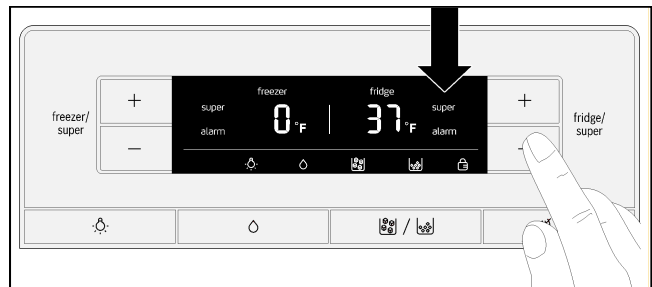 freezer/
super
+
−
freezer
super
alarm
0°F
fridge
37°F
super
alarm
+
fridge/
super
/